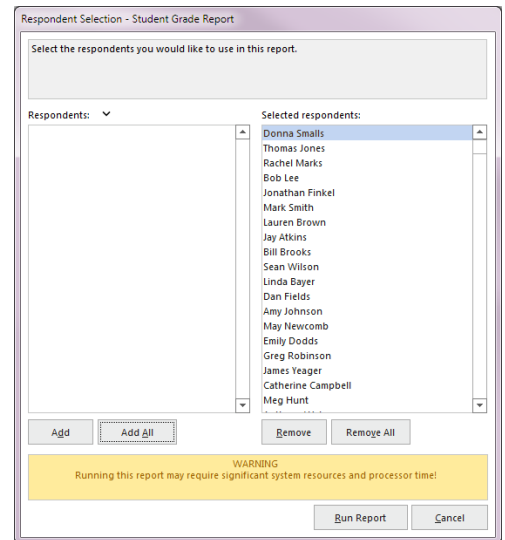 Respondent Selection - Student Grade Report
Select the respondents you would like to use in this report.
Respondents:
Selected respondents:
Donna Smalls
Thomas Jones
Rachel Marks
Bob Lee
Jonathan Finkel
Mark Smith
Lauren Brown
Jay Atkins
Bill Brooks
Sean Wilson
Linda Bayer
Dan Fields
Amy Johnson
May Newcomb
Emily Dodds
Greg Robinson
James Yeager
Catherine Campbell
Meg Hunt
Add
Add All
Remove
Remove All
WARNING
Running this report may require significant system resources and processor time!
Run Report
Cancel